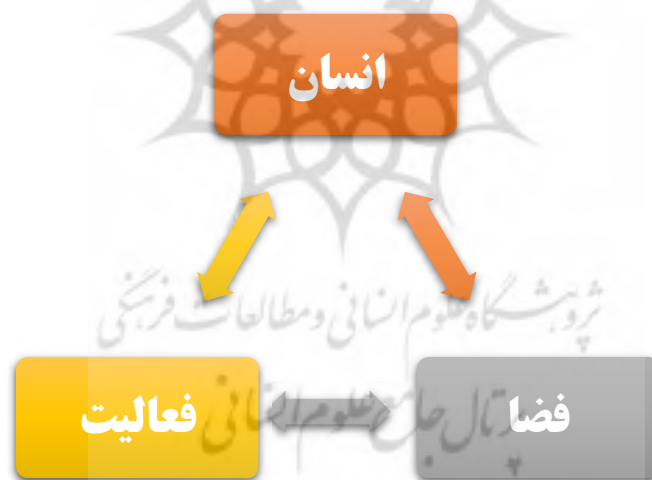 انسان
پژوهشگاه علوم انسانی و مطالعات فرهنگی
فضا
فعالیت
پرتال جامع علوم انسانی